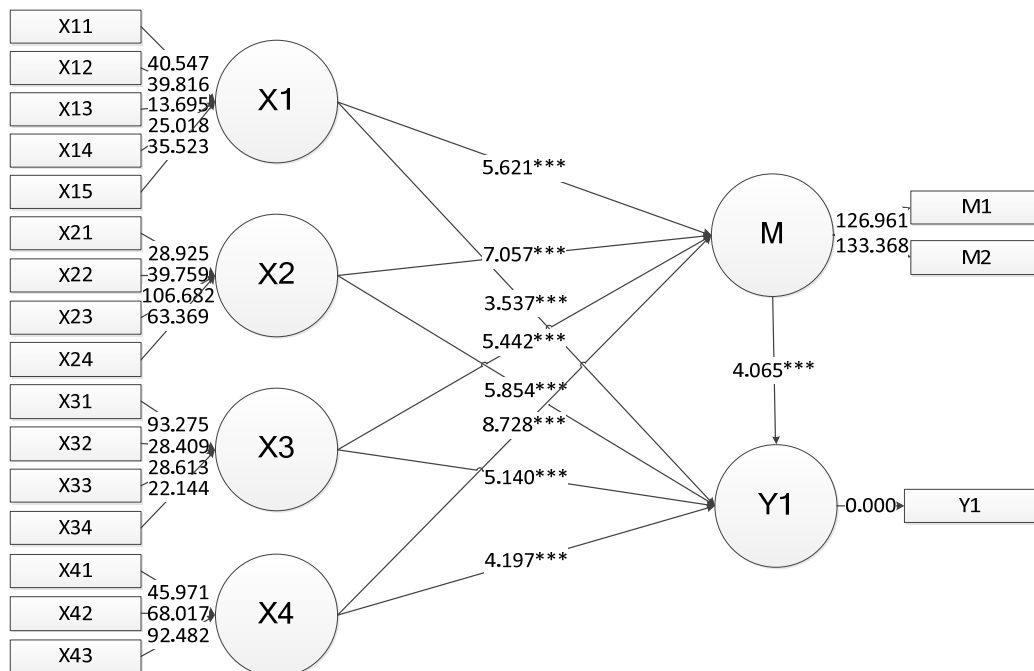 X11
X12
X13
X14
X15
40.547
39.816
13.695
25.018
35.523
X1
X21
X22
X23
X24
28.925
39.759
106.682
63.369
X2
X31
X32
X33
X34
93.275
28.409
28.613
22.144
X3
X41
X42
X43
45.971
68.017
92.482
X4
5.621***
7.057***
3.537***
5.442***
5.854***
8.728***
5.140***
4.197***
M
126.961
133.368
M1
M2
4.065***
Y1
0.000
Y1